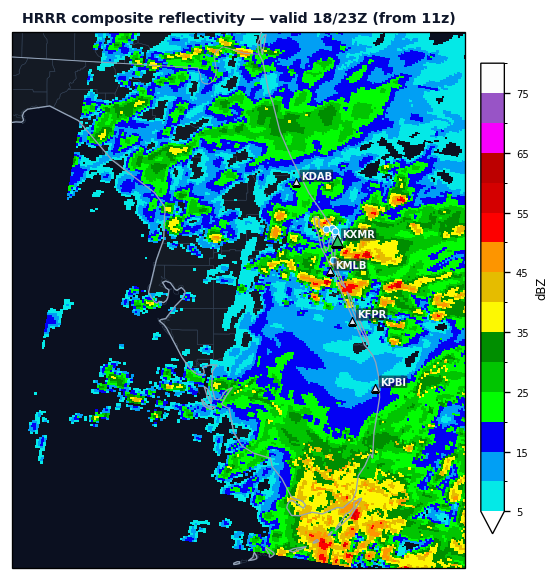 HRRR composite reflectivity — valid 18/23Z (from 11z)
KDAB
KXMR
KMLB
KFPR
KPBI
75
65
55
45
35
25
15
5
dBZ